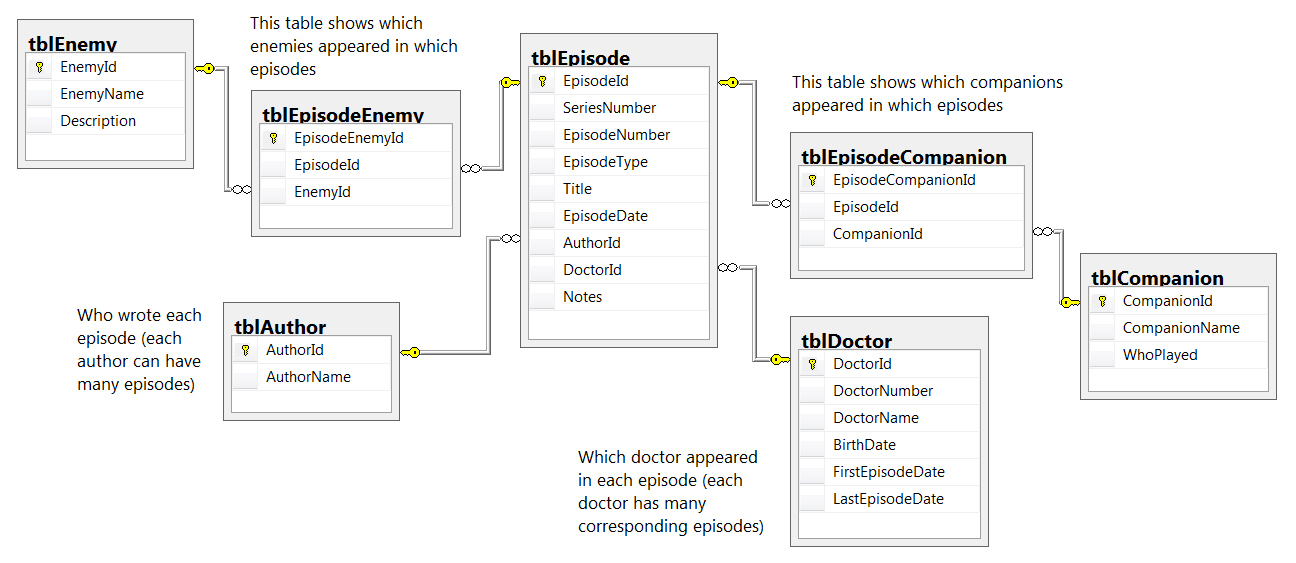 tblEnemy
EnemyId
EnemyName
Description
This table shows which
enemies appeared in which
episodes
tblEpisodeEnemy
EpisodeEnemyId
EpisodeId
EnemyId
tblEpisode
EpisodeId
SeriesNumber
EpisodeNumber
EpisodeType
Title
EpisodeDate
AuthorId
DoctorId
Notes
This table shows which companions
appeared in which episodes
tblEpisodeCompanion
EpisodeCompanionId
EpisodeId
CompanionId
tblCompanion
CompanionId
CompanionName
WhoPlayed
Who wrote each
episode (each
author can have
many episodes)
tblAuthor
AuthorId
AuthorName
tblDoctor
DoctorId
DoctorNumber
DoctorName
BirthDate
FirstEpisodeDate
LastEpisodeDate
Which doctor appeared
in each episode (each
doctor has many
corresponding episodes)